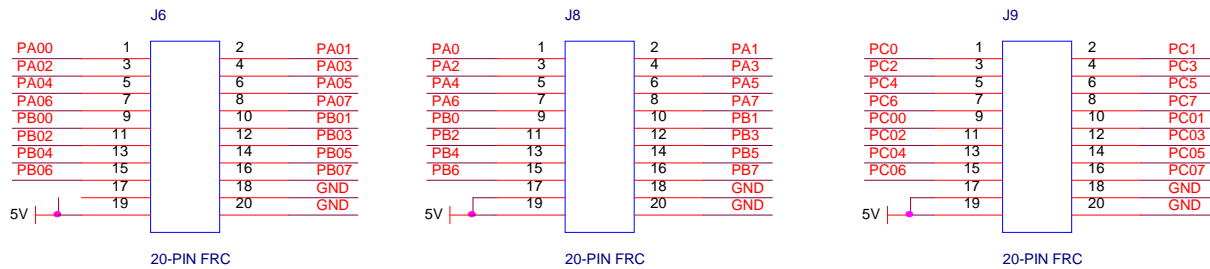 J6 J8 J9
PA00 1 2 PA01 PA0 1 2 PA1 PC0 1 2 PC1
PA02 3 4 PA03 PA2 3 4 PA3 PC2 3 4 PC3
PA04 5 6 PA05 PA4 5 6 PA5 PC4 5 6 PC5
PA06 7 8 PA07 PA6 7 8 PA7 PC6 7 8 PC7
PB00 9 10 PB01 PB0 9 10 PB1 PC00 9 10 PC01
PB02 11 12 PB03 PB2 11 12 PB3 PC02 11 12 PC03
PB04 13 14 PB05 PB4 13 14 PB5 PC04 13 14 PC05
PB06 15 16 PB07 PB6 15 16 PB7 PC06 15 16 PC07
17 18 GND 17 18 GND 17 18 GND
5V 19 20 GND 5V 19 20 GND 5V 19 20 GND
20-PIN FRC 20-PIN FRC 20-PIN FRC